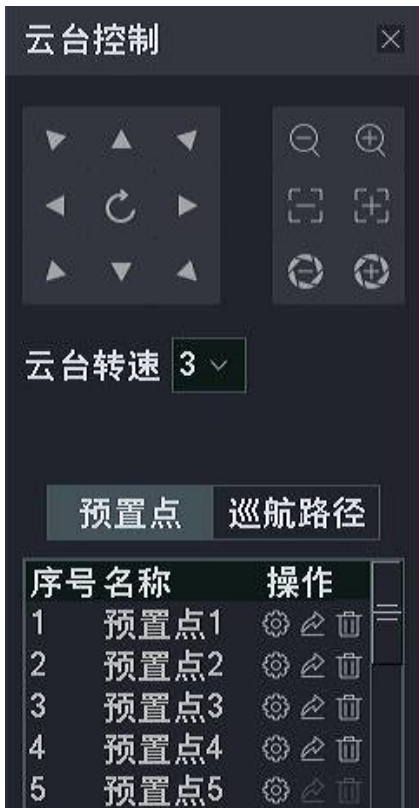 云台控制
云台转速 3
预置点 巡航路径
序号 名称 操作
1 预置点1
2 预置点2
3 预置点3
4 预置点4
5 预置点5